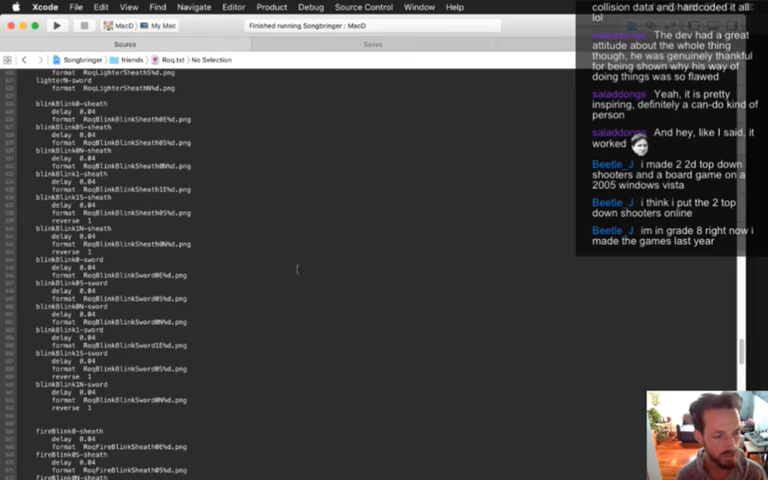 Xcode File Edit View Find Navigate Editor Product Debug Source Control Window Help
MacD My Mac Finished running Songbringer : MacD
Source Saves
Songbringer friends Roq.txt No Selection
format RoqLighterSheathS%d.png
lighterN-sword
format RoqLighterSheathN%d.png
blinkBlink0-sheath
delay 0.04
format RoqBlinkBlinkSheath0E%d.png
blinkBlink0S-sheath
delay 0.04
format RoqBlinkBlinkSheath0S%d.png
blinkBlink0N-sheath
delay 0.04
format RoqBlinkBlinkSheath0N%d.png
blinkBlink1-sheath
delay 0.04
format RoqBlinkBlinkSheath1E%d.png
blinkBlink1S-sheath
delay 0.04
format RoqBlinkBlinkSheath0S%d.png
reverse 1
blinkBlink1N-sheath
delay 0.04
format RoqBlinkBlinkSheath0N%d.png
reverse 1
blinkBlink0-sword
delay 0.04
format RoqBlinkBlinkSword0E%d.png
blinkBlink0S-sword
delay 0.04
format RoqBlinkBlinkSword0S%d.png
blinkBlink0N-sword
delay 0.04
format RoqBlinkBlinkSword0N%d.png
blinkBlink1-sword
delay 0.04
format RoqBlinkBlinkSword1E%d.png
blinkBlink1S-sword
delay 0.04
format RoqBlinkBlinkSword0S%d.png
reverse 1
blinkBlink1N-sword
delay 0.04
format RoqBlinkBlinkSword0N%d.png
reverse 1
fireBlink0-sheath
delay 0.04
format RoqFireBlinkSheath0E%d.png
fireBlink0S-sheath
delay 0.04
format RoqFireBlinkSheath0S%d.png
fireBlink0N-sheath
collision data and hardcoded it all
lol
saladdongs The dev had a great
attitude about the whole thing
though, he was genuinely thankful
for being shown why his way of
doing things was so flawed
saladdongs Yeah, it is pretty
inspiring, definitely a can-do kind of
person
saladdongs And hey, like I said, it
worked
Beetle_J i made 2 2d top down
shooters and a board game on a
2005 windows vista
Beetle_J i think i put the 2 top
down shooters online
Beetle_J im in grade 8 right now i
made the games last year